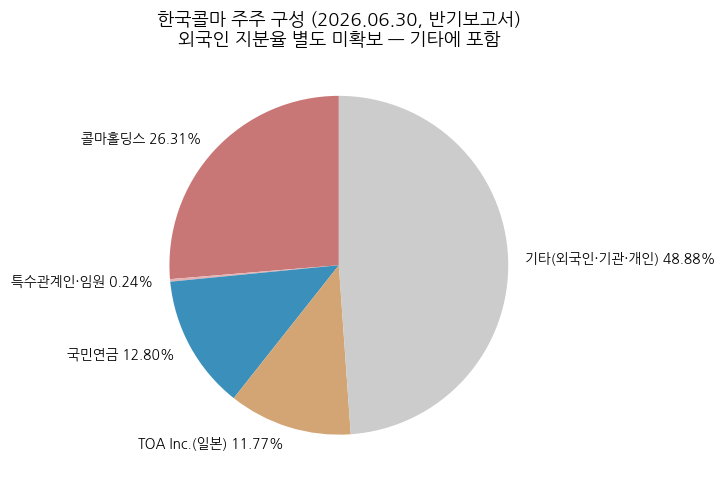 한국콜마 주주 구성 (2026.06.30, 반기보고서)
외국인 지분율 별도 미확보 — 기타에 포함
콜마홀딩스 26.31%
기타(외국인·기관·개인) 48.88%
특수관계인·임원 0.24%
국민연금 12.80%
TOA Inc.(일본) 11.77%